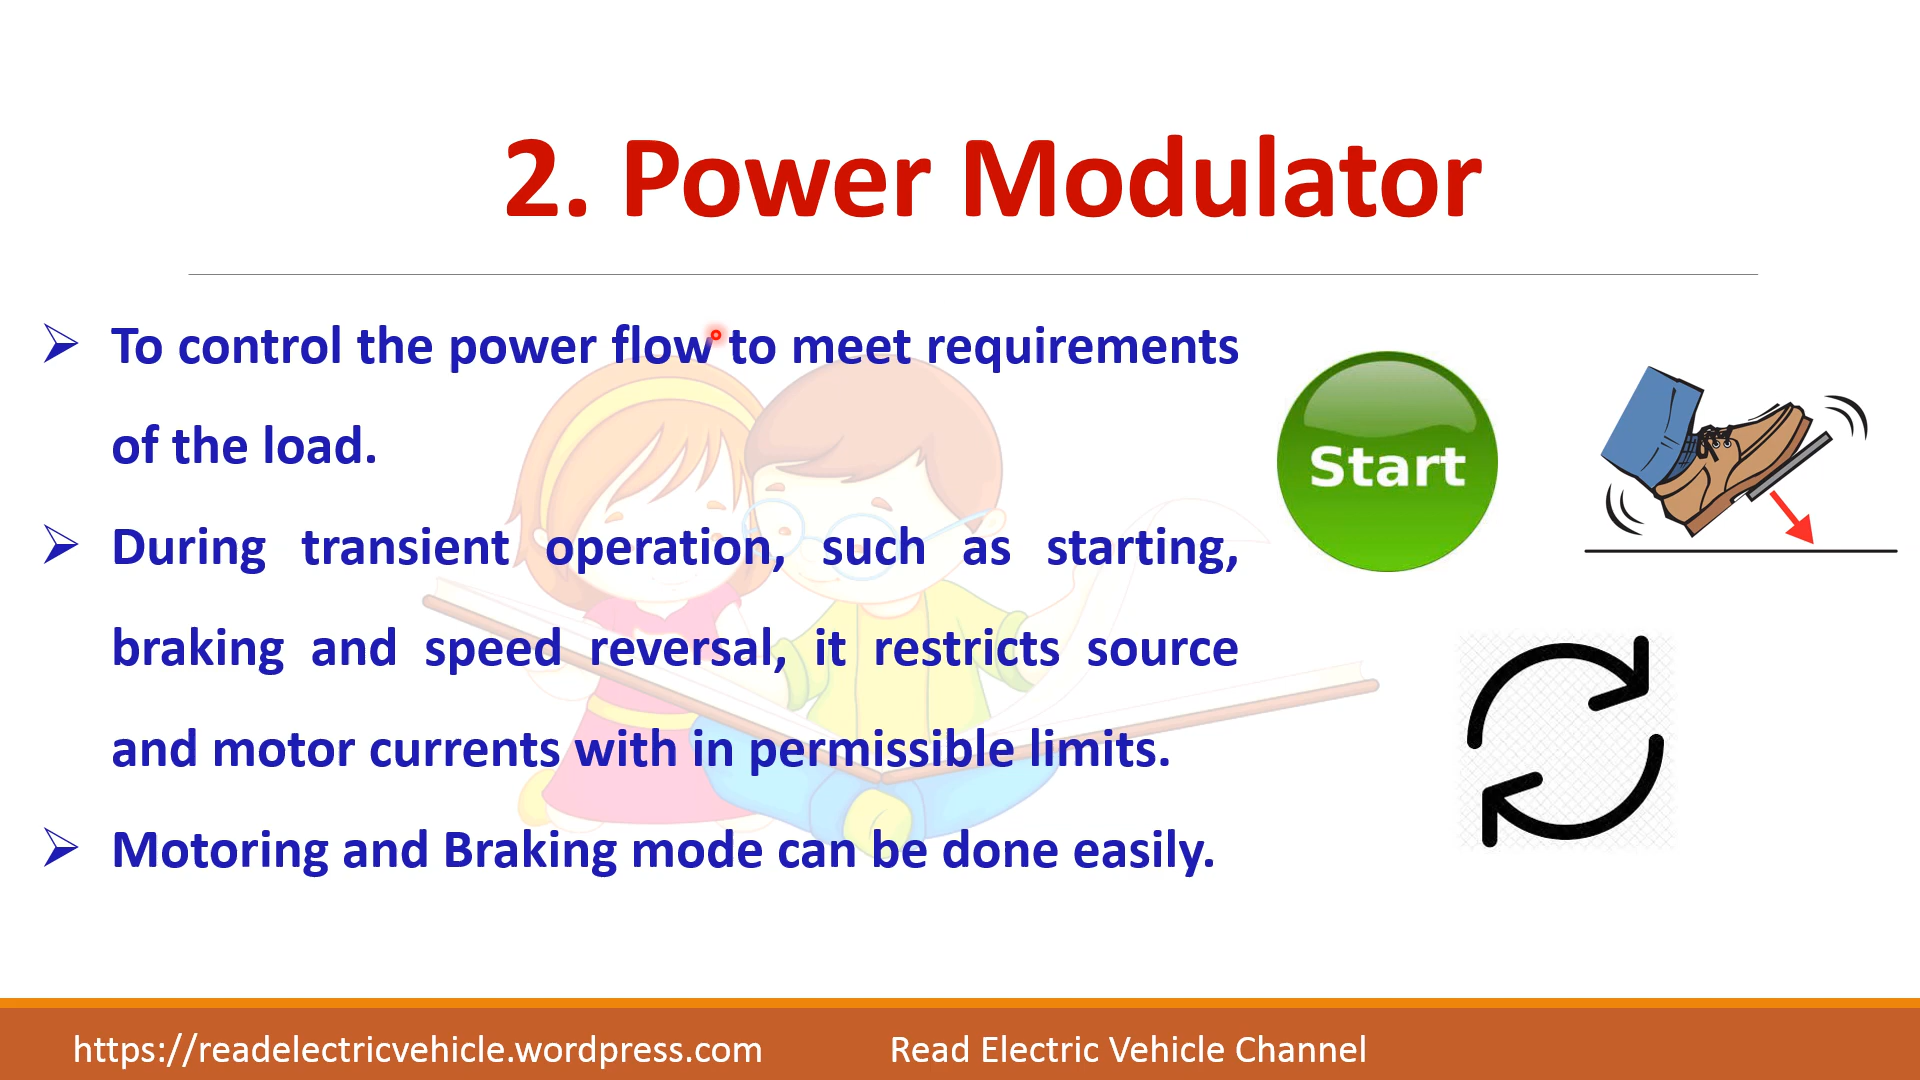 2. Power Modulator
To control the power flow to meet requirements
of the load.
During transient operation, such as starting,
braking and speed reversal, it restricts source
and motor currents with in permissible limits.
Motoring and Braking mode can be done easily.
Start
https://readelectricvehicle.wordpress.com
Read Electric Vehicle Channel